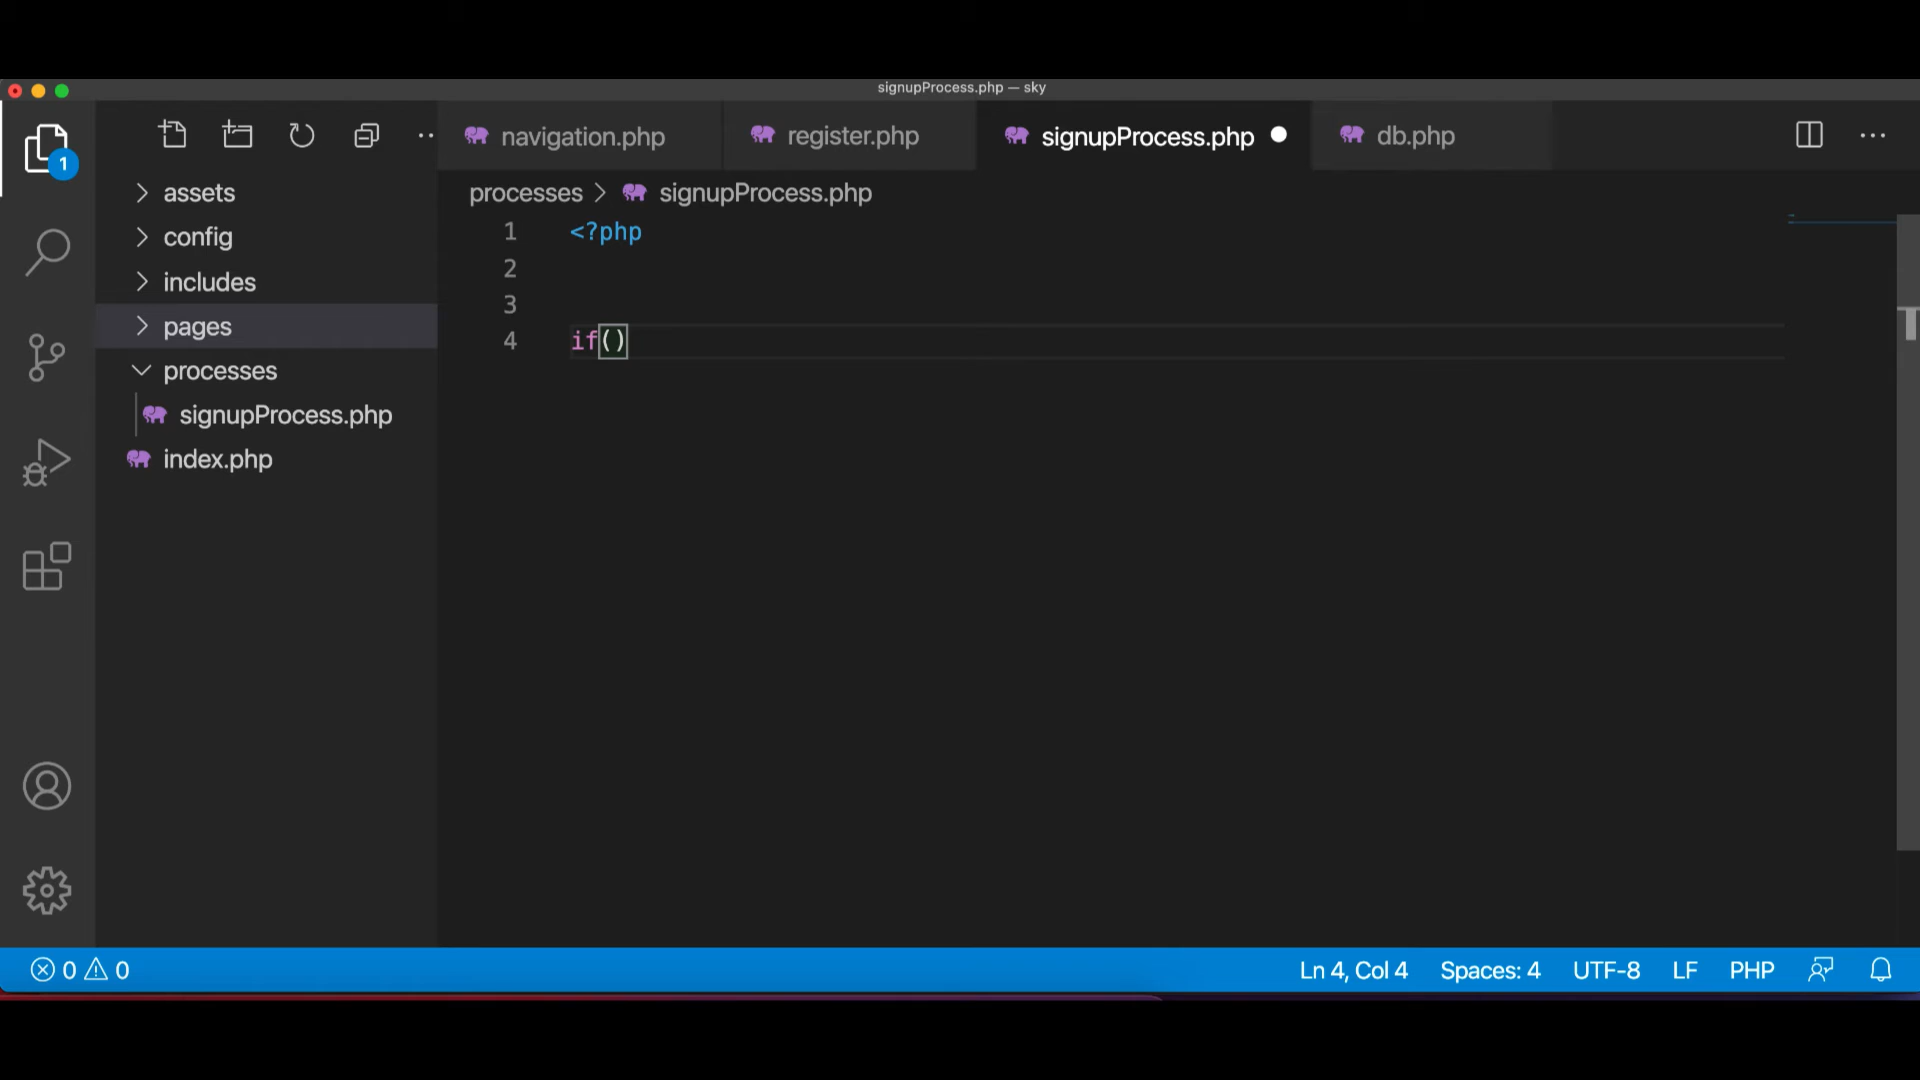 signupProcess.php — sky
navigation.php
register.php
signupProcess.php
db.php
1
assets
config
includes
pages
processes
signupProcess.php
index.php
processes > signupProcess.php
1 <?php
2
3
4 if()
0 0
Ln 4, Col 4
Spaces: 4
UTF-8
LF
PHP